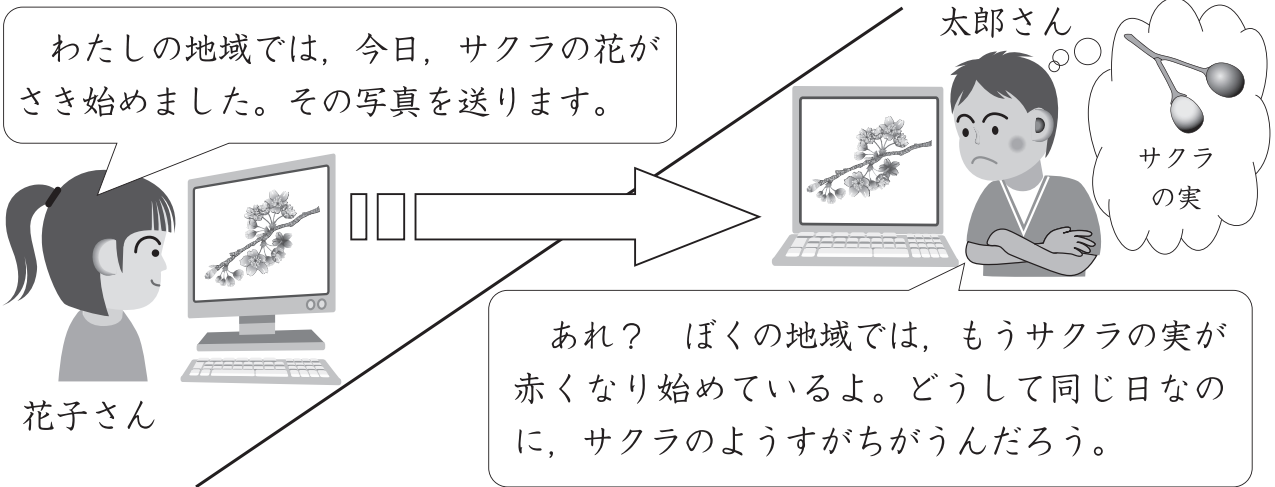 わたしの地域では，今日，サクラの花が
さき始めました。その写真を送ります。
花子さん
太郎さん
サクラ
の実
あれ？　ぼくの地域では，もうサクラの実が
赤くなり始めているよ。どうして同じ日なの
に，サクラのようすがちがうんだろう。